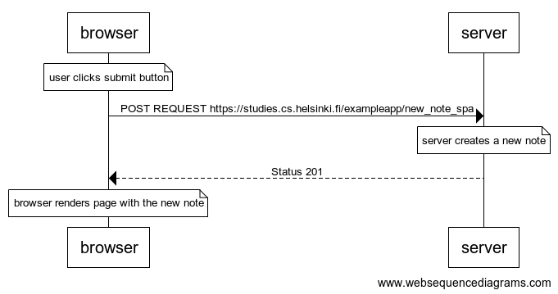 browser
server
user clicks submit button
POST REQUEST https://studies.cs.helsinki.fi/exampleapp/new_note_spa
server creates a new note
Status 201
browser renders page with the new note
browser
server
www.websequencediagrams.com